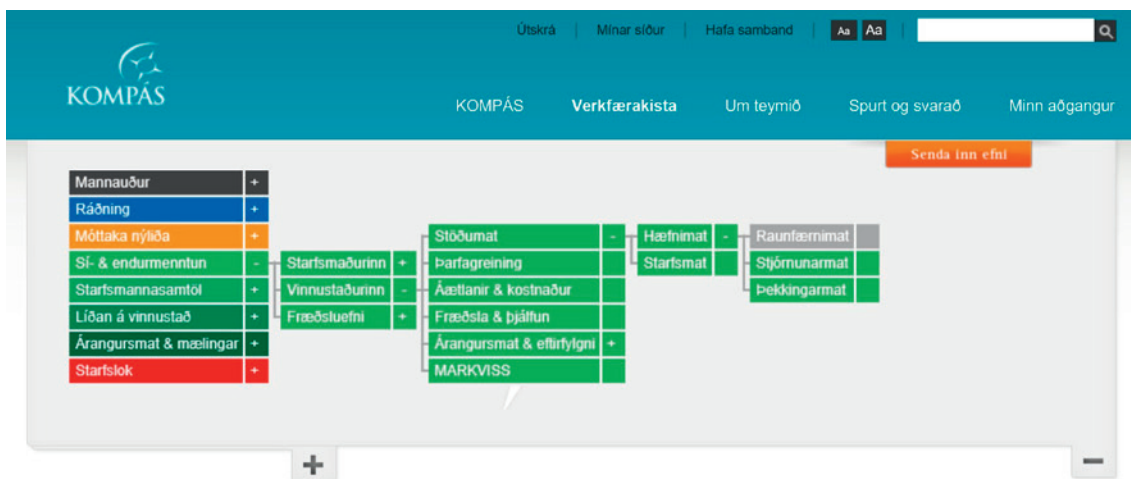 Útskrá | Mínar síður | Hafa samband | Aa Aa |
KOMPÁS
KOMPÁS Verkfærakista Um teymið Spurt og svarað Minn aðgangur
Senda inn efni
Mannauður +
Ráðning +
Móttaka nýliða +
Sí- & endurmenntun -
Starfsmannasamtöl +
Líðan á vinnustað +
Árangursmat & mælingar +
Starfslok +
Starfsmaðurinn +
Vinnustaðurinn -
Fræðsluefni +
Stöðumat -
Þarfagreining
Áætlanir & kostnaður
Fræðsla & þjálfun
Árangursmat & eftirfylgni +
MARKVISS
Hæfnimat -
Starfsmat
Raunfærnimat
Stjórnunarmat
Þekkingarmat
+ −